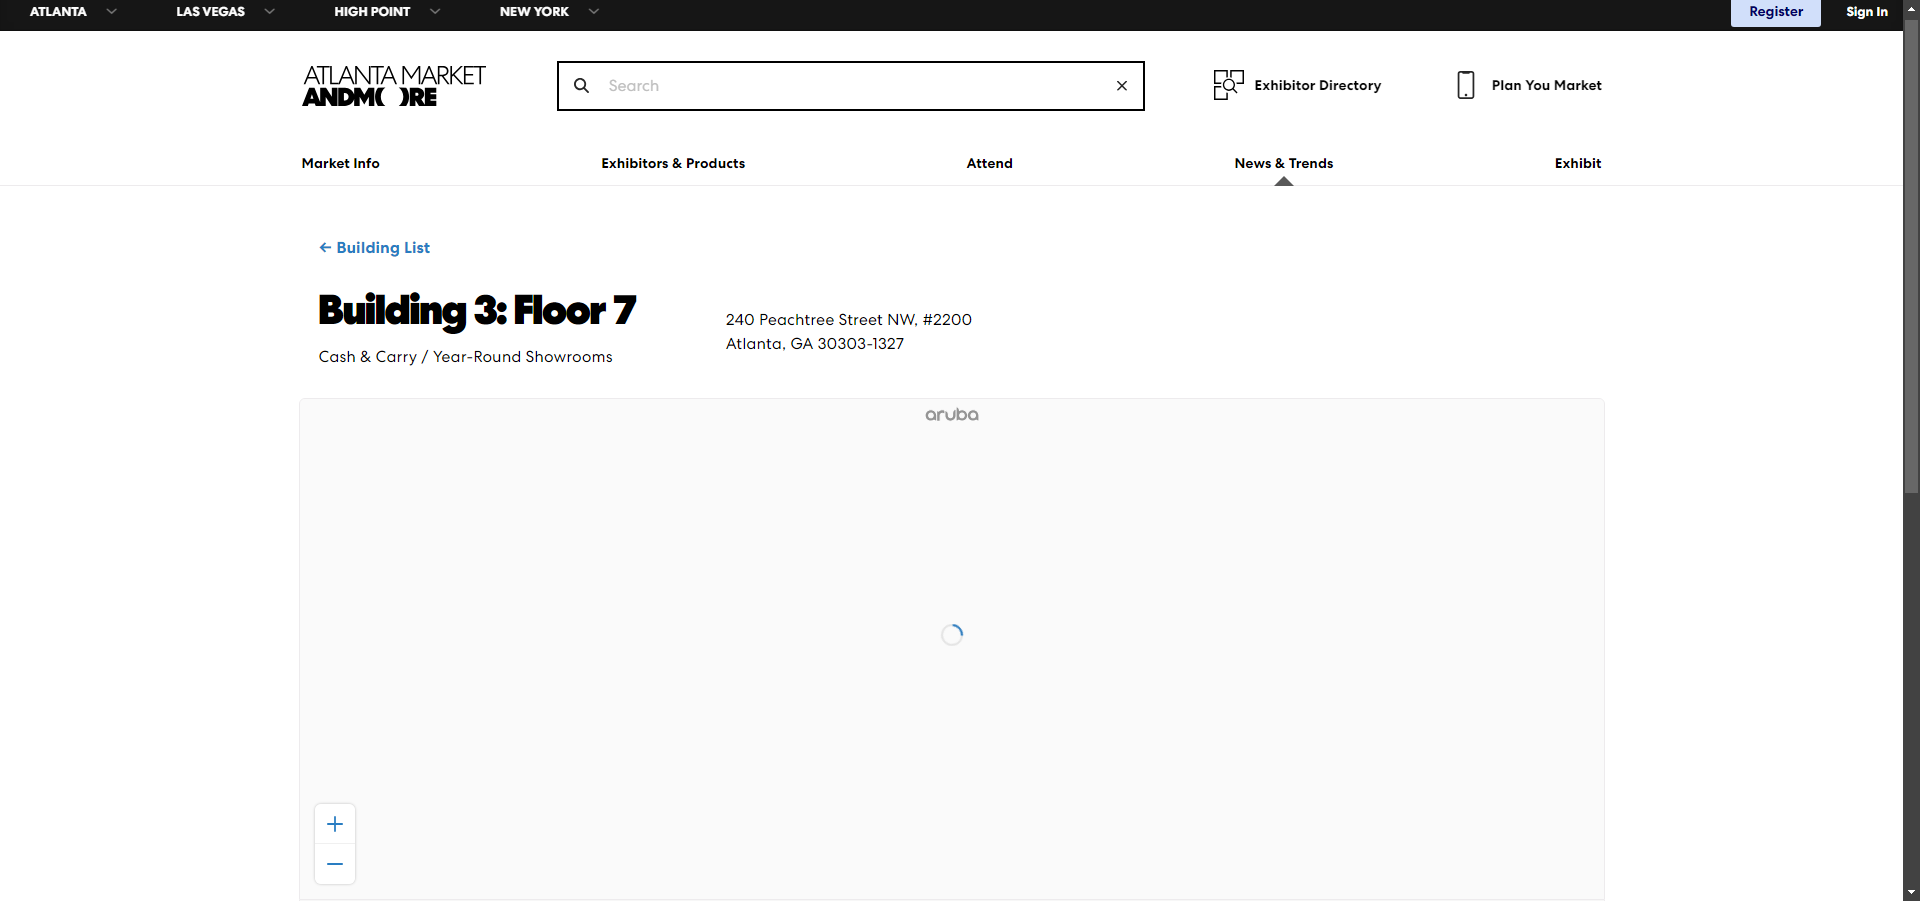 ATLANTA LAS VEGAS HIGH POINT NEW YORK Register Sign In
ATLANTA MARKET
ANDM( )RE
Search
Exhibitor Directory
Plan You Market
Market Info Exhibitors & Products Attend News & Trends Exhibit
← Building List
Building 3: Floor 7
Cash & Carry / Year-Round Showrooms
240 Peachtree Street NW, #2200
Atlanta, GA 30303-1327
aruba